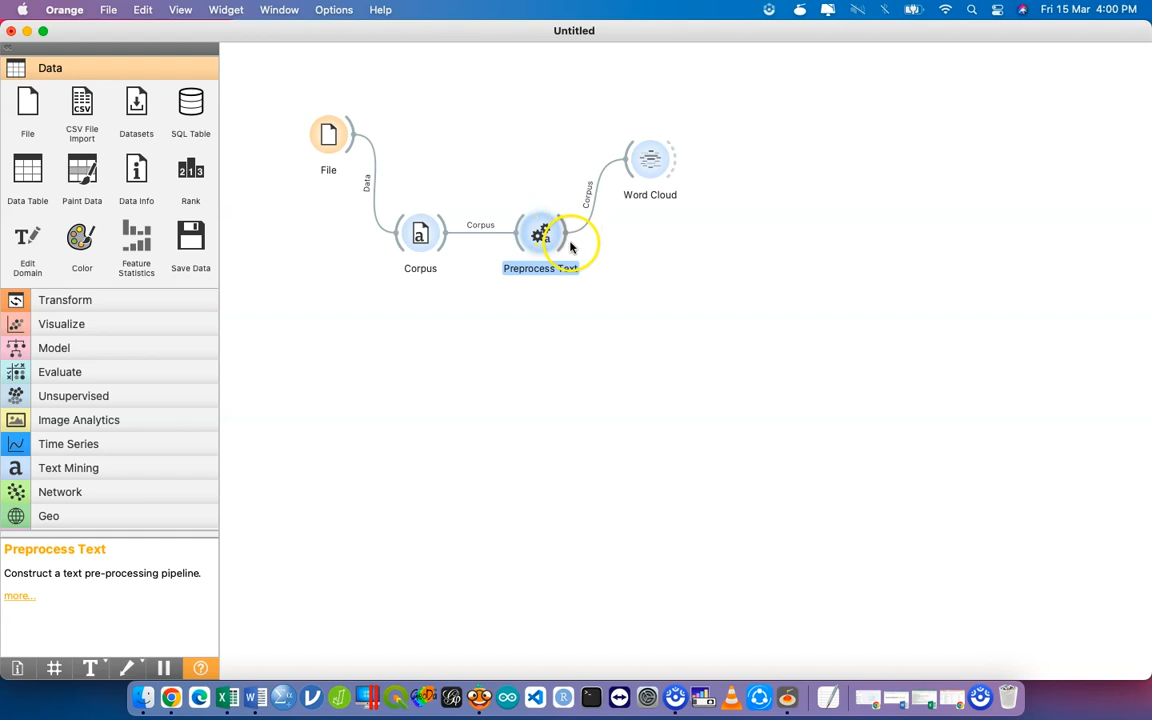 Orange File Edit View Widget Window Options Help Fri 15 Mar 4:00 PM
Untitled
Data
File
CSV File Import
Datasets
SQL Table
Data Table
Paint Data
Data Info
Rank
Edit Domain
Color
Feature Statistics
Save Data
Transform
Visualize
Model
Evaluate
Unsupervised
Image Analytics
Time Series
Text Mining
Network
Geo
Preprocess Text
Construct a text pre-processing pipeline.
more...
File
Data
Corpus
Corpus
Preprocess Text
Corpus
Word Cloud